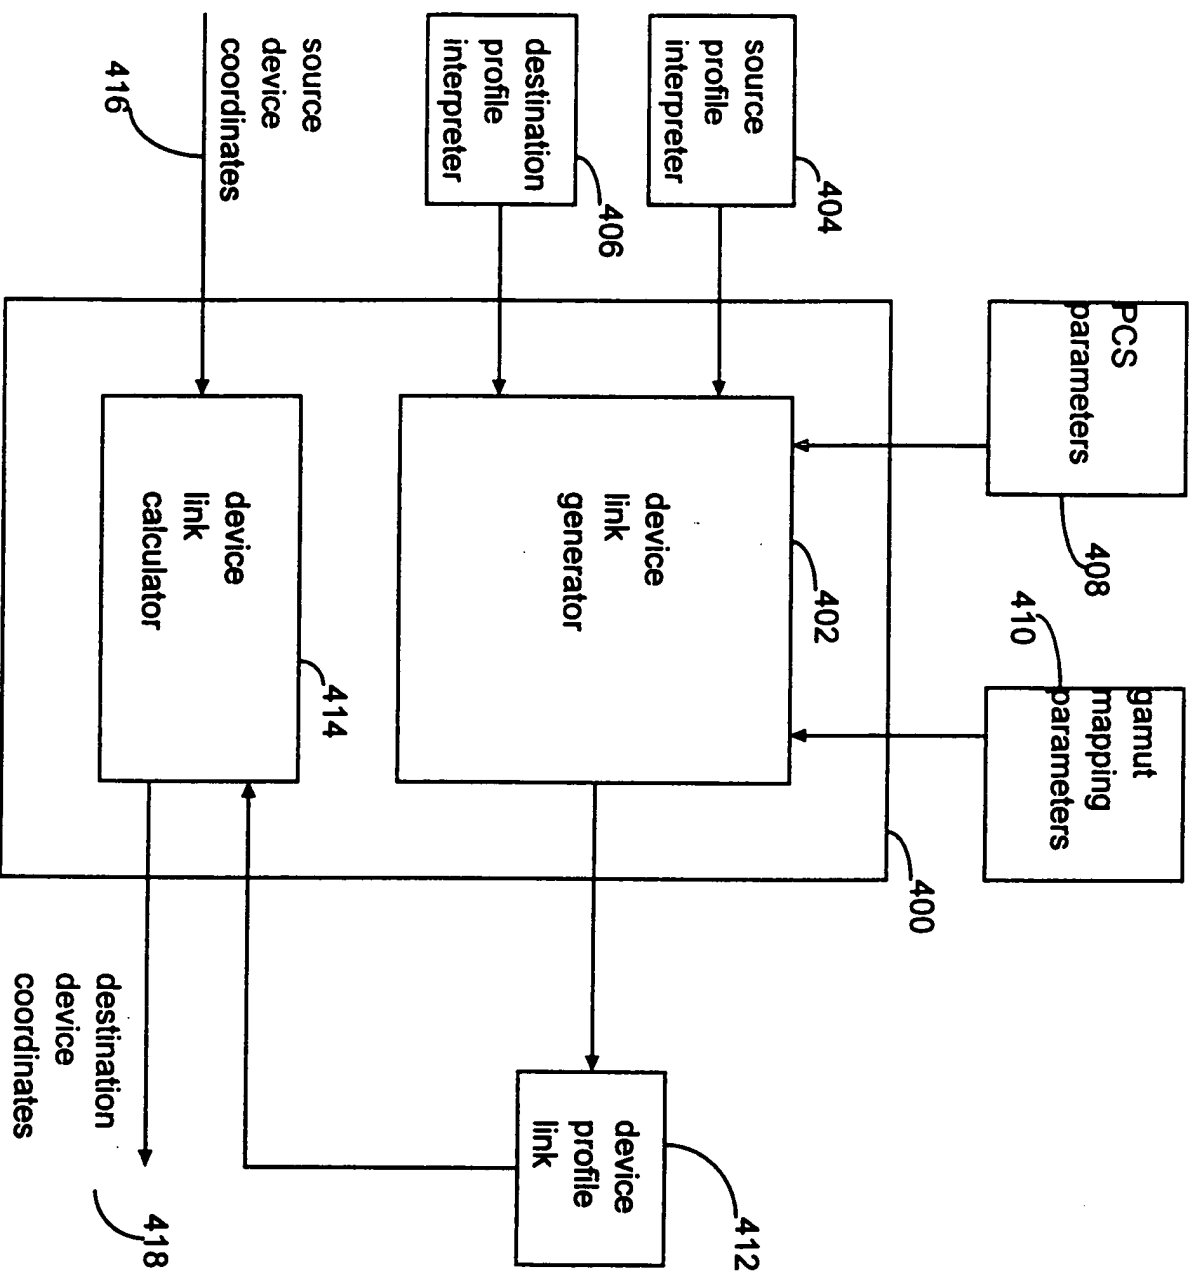 PCS
parameters
408
gamut
mapping
parameters
410
source
profile
interpreter
404
destination
profile
interpreter
406
device
link
generator
402
400
device
profile
link
412
source
device
coordinates
416
device
link
calculator
414
destination
device
coordinates
418